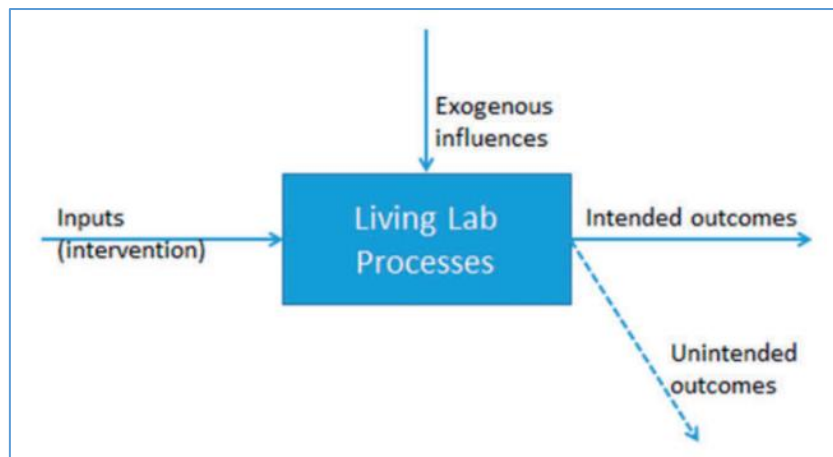 Exogenous
influences
Inputs
(intervention)
Living Lab
Processes
Intended outcomes
Unintended
outcomes